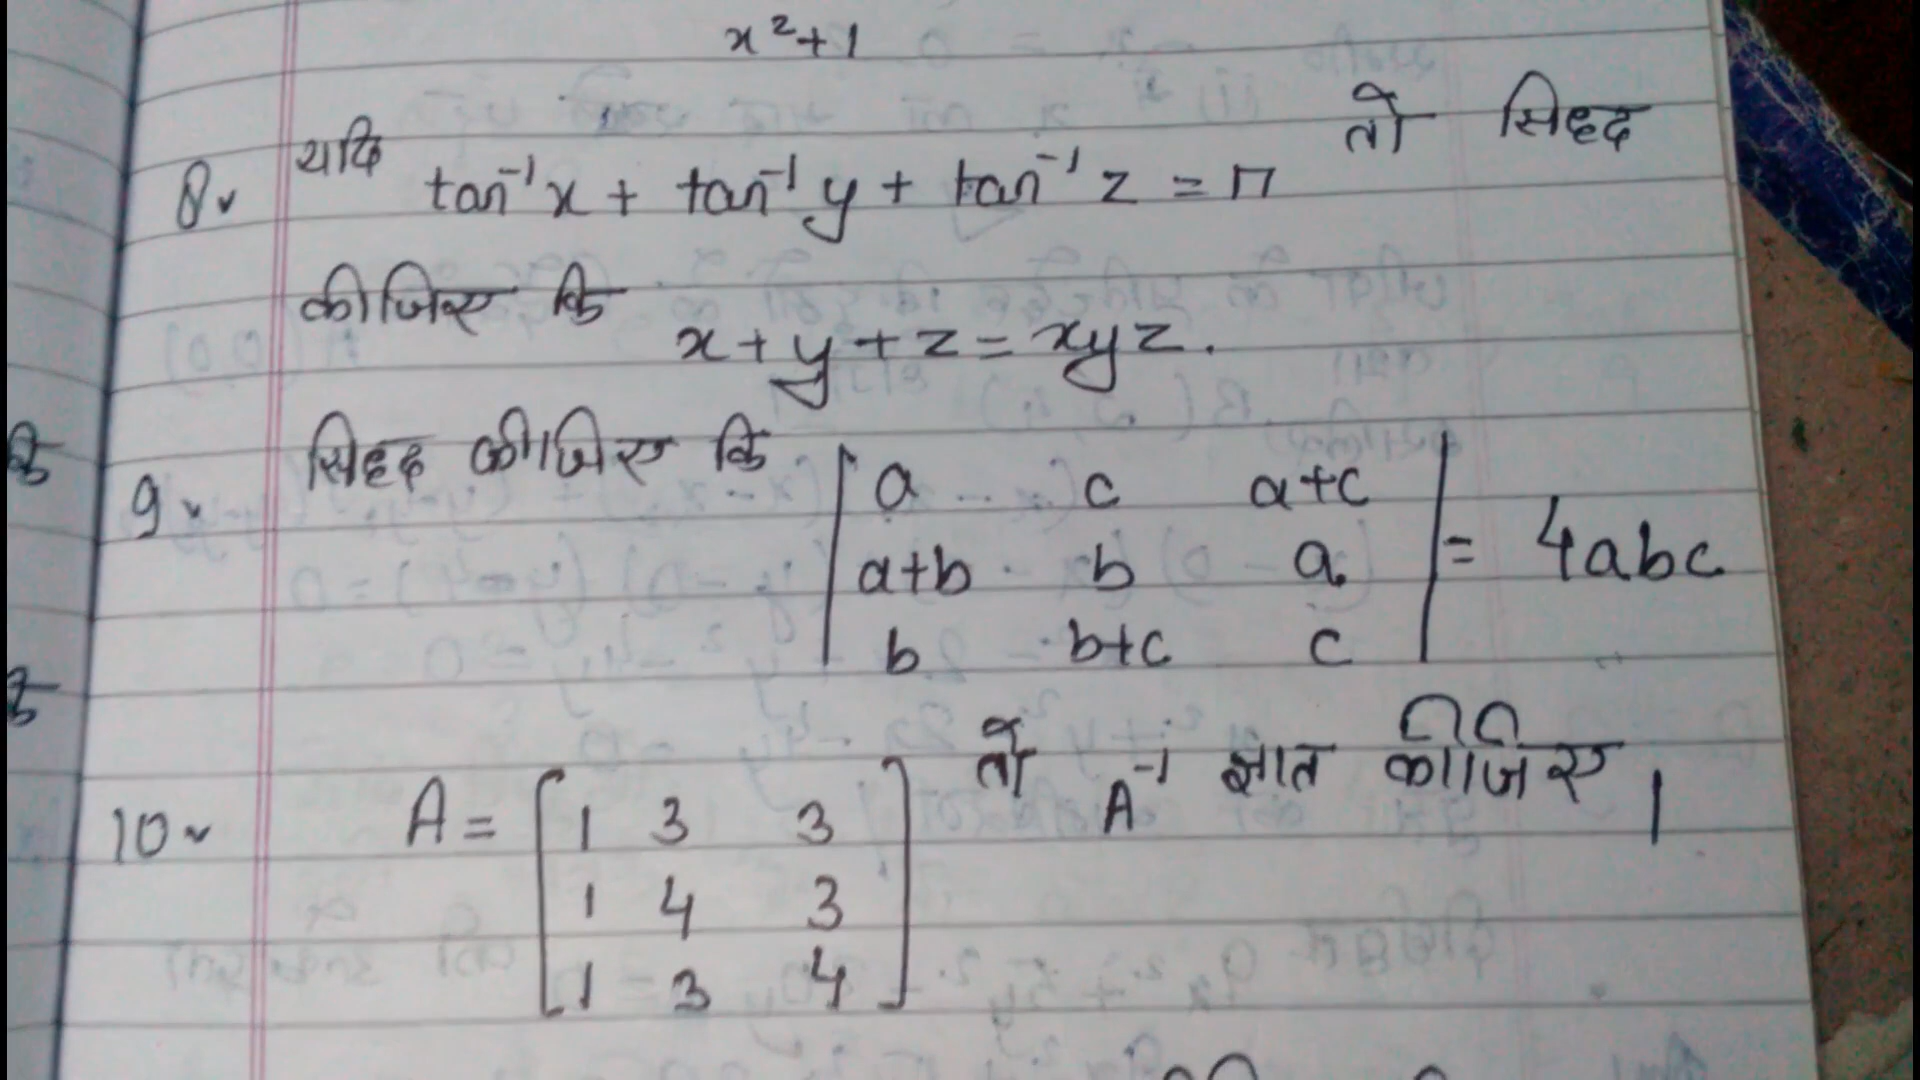 x²+1
8. यदि tan⁻¹x + tan⁻¹y + tan⁻¹z = π तो सिध्द
कीजिए कि
x+y+z = xyz.
9. सिध्द कीजिए कि | a c a+c |
| a+b b a | = 4abc
| b b+c c |
10. A = [ 1 3 3 ] तो A⁻¹ ज्ञात कीजिए |
[ 1 4 3 ]
[ 1 3 4 ]